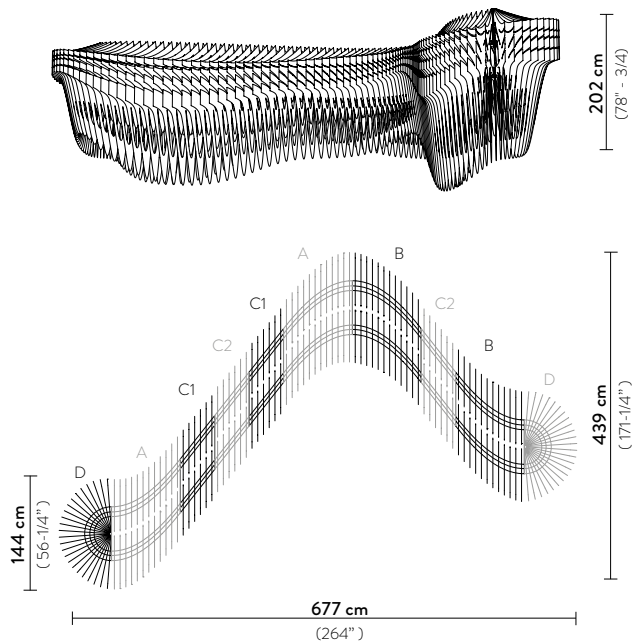 202 cm
(78" - 3/4)
A
B
C1
C2
C2
B
C1
D
A
D
439 cm
( 171-1/4" )
144 cm
( 56-1/4" )
677 cm
(264" )